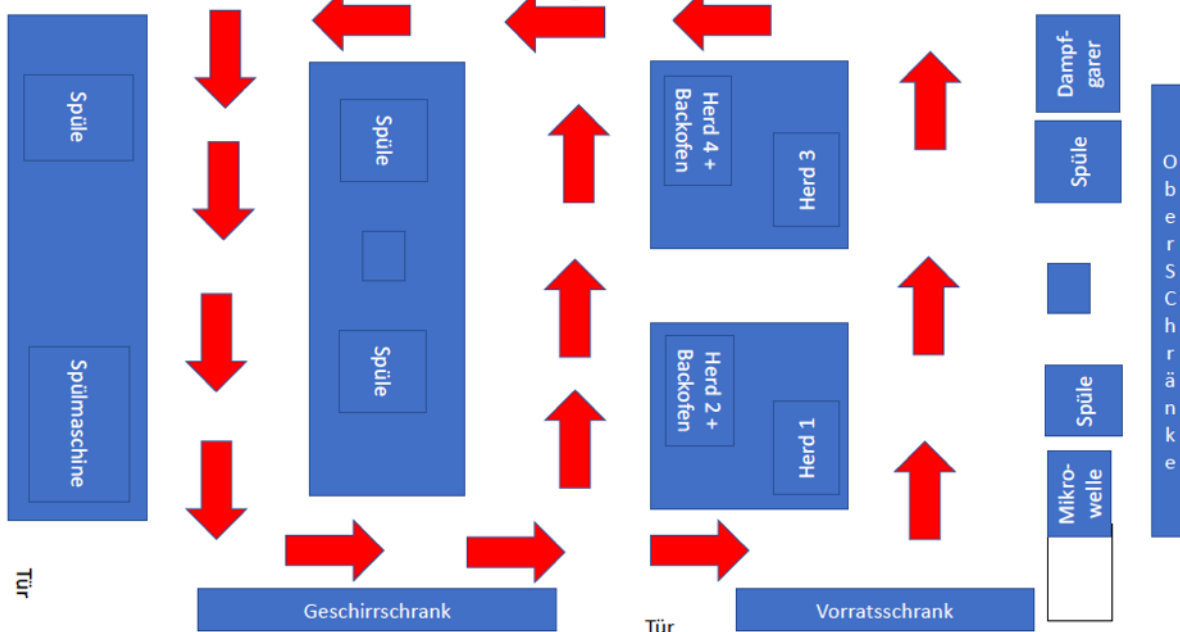 Spüle
Spülmaschine
Tür
Spüle
Spüle
Geschirrschrank
Herd 4 +
Backofen
Herd 3
Herd 2 +
Backofen
Herd 1
Tür
Vorratsschrank
Dampf-
garer
Spüle
Spüle
Mikro-
welle
OberSChränke